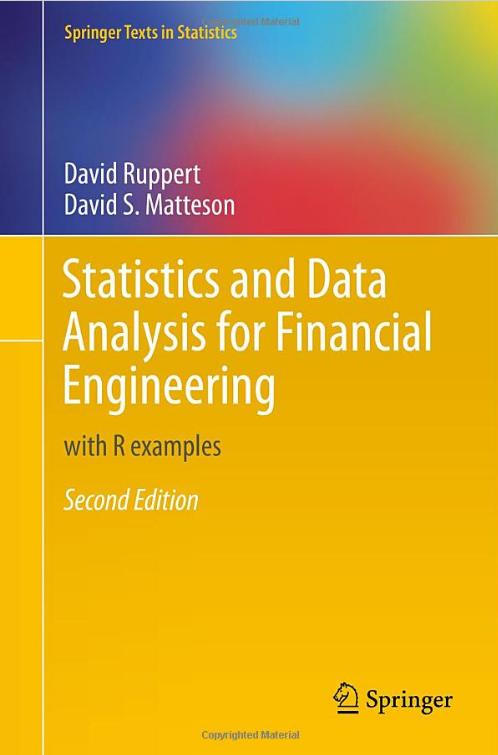 Copyrighted Material
Springer Texts in Statistics
David Ruppert
David S. Matteson
Statistics and Data
Analysis for Financial
Engineering
with R examples
Second Edition
Springer
Copyrighted Material